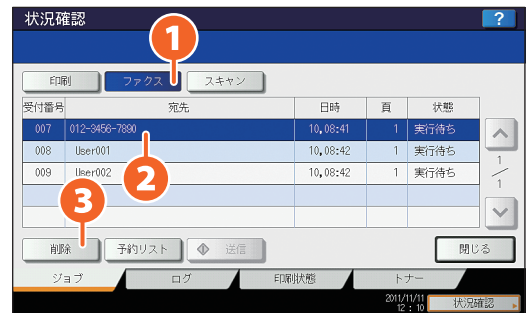 状況確認 ?
1
印刷 ファクス スキャン
受付番号 宛先 日時 頁 状態
007 012-3456-7890 10,08:41 1 実行待ち
008 User001 10,08:42 1 実行待ち
009 User002 10,08:42 1 実行待ち
2
1
1
3
削除 予約リスト 送信 閉じる
ジョブ ログ 印刷状態 トナー
2011/11/11
12 : 10 状況確認